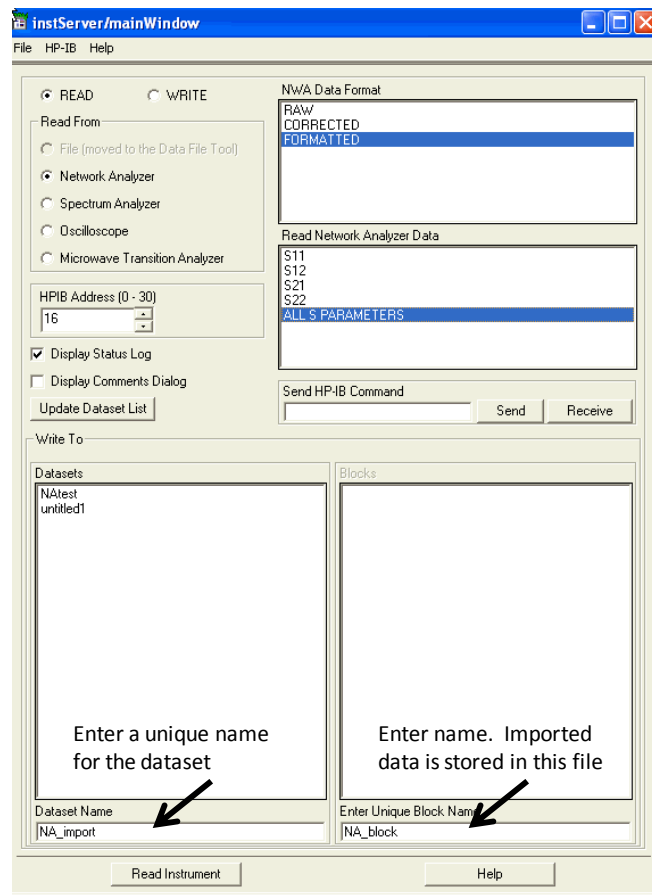 instServer/mainWindow
File HP-IB Help
READ WRITE
Read From
File (moved to the Data File Tool)
Network Analyzer
Spectrum Analyzer
Oscilloscope
Microwave Transition Analyzer
HPIB Address (0 - 30)
16
Display Status Log
Display Comments Dialog
Update Dataset List
NWA Data Format
RAW
CORRECTED
FORMATTED
Read Network Analyzer Data
S11
S12
S21
S22
ALL S PARAMETERS
Send HP-IB Command
Send Receive
Write To
Datasets
NAtest
untitled1
Enter a unique name
for the dataset
Dataset Name
NA_import
Blocks
Enter name. Imported
data is stored in this file
Enter Unique Block Name
NA_block
Read Instrument Help